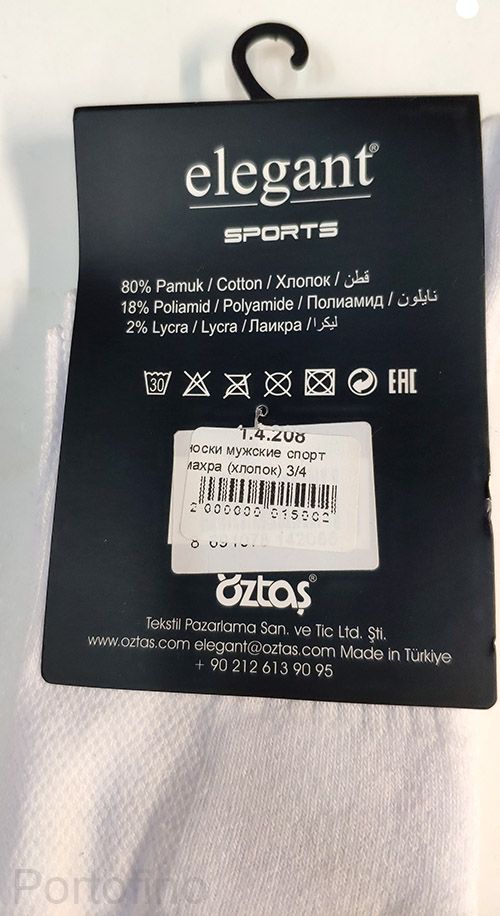 elegant®
SPORTS
80% Pamuk / Cotton / Хлопок / قطن
18% Poliamid / Polyamide / Полиамид / نايلون
2% Lycra / Lycra / Лаикра / ليكرا
30
EAC
1.4.208
носки мужские спорт
махра (хлопок) 3/4
2 000000 015002
öztaş®
Tekstil Pazarlama San. ve Tic Ltd. Şti.
www.oztas.com elegant@oztas.com Made in Türkiye
+ 90 212 613 90 95
Portofino